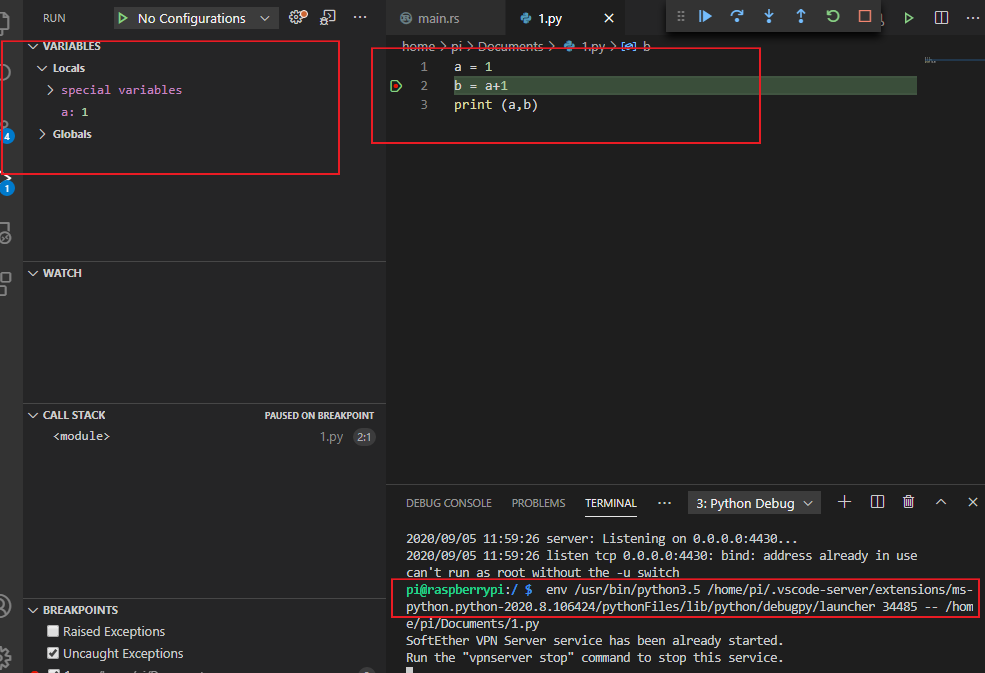 RUN
No Configurations
VARIABLES
Locals
special variables
a: 1
Globals
WATCH
CALL STACK
PAUSED ON BREAKPOINT
<module>
1.py
2:1
BREAKPOINTS
Raised Exceptions
Uncaught Exceptions
4
1
main.rs
1.py
home > pi > Documents > 1.py > b
1 a = 1
2 b = a+1
3 print (a,b)
DEBUG CONSOLE
PROBLEMS
TERMINAL
3: Python Debug
2020/09/05 11:59:26 server: Listening on 0.0.0.0:4430...
2020/09/05 11:59:26 listen tcp 0.0.0.0:4430: bind: address already in use
can't run as root without the -u switch
pi@raspberrypi:/ $  env /usr/bin/python3.5 /home/pi/.vscode-server/extensions/ms-
python.python-2020.8.106424/pythonFiles/lib/python/debugpy/launcher 34485 -- /hom
e/pi/Documents/1.py
SoftEther VPN Server service has been already started.
Run the "vpnserver stop" command to stop this service.